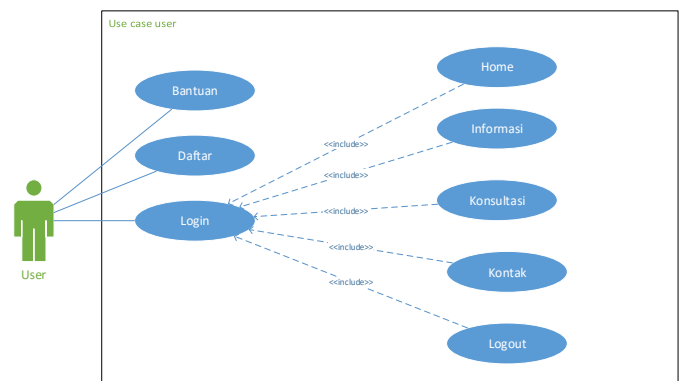 Use case user
Home
Bantuan
Informasi
<<include>>
Daftar
<<include>>
Konsultasi
<<include>>
Login
<<include>>
Kontak
User
<<include>>
Logout